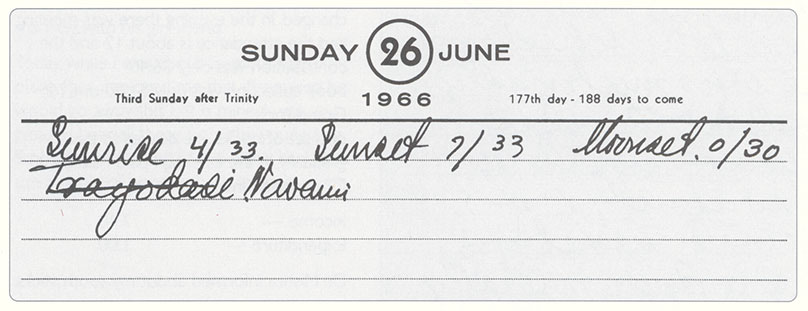 SUNDAY 26 JUNE
Third Sunday after Trinity 1966 177th day - 188 days to come
Sunrise 4/33. Sunset 7/33 Moonset. 0/30
Trayodasi Navami